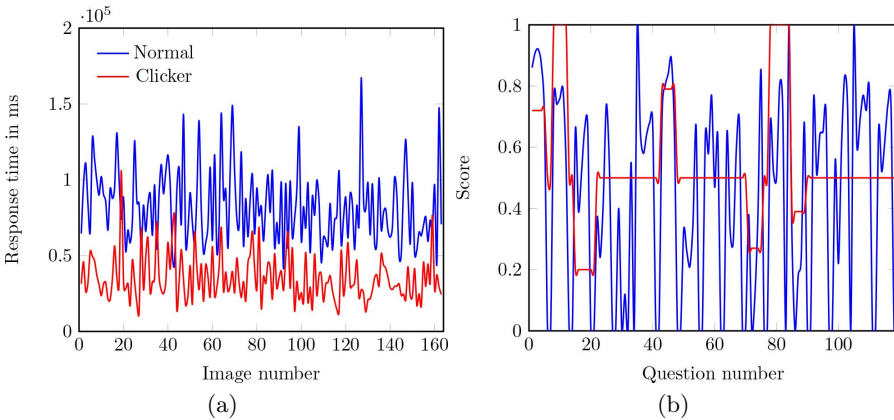 2
·10⁵
Normal
Clicker
1.5
1
0.5
0
0 20 40 60 80 100 120 140 160
Response time in ms
Image number
(a)
1
0.8
0.6
0.4
0.2
0
0 20 40 60 80 100
Score
Question number
(b)